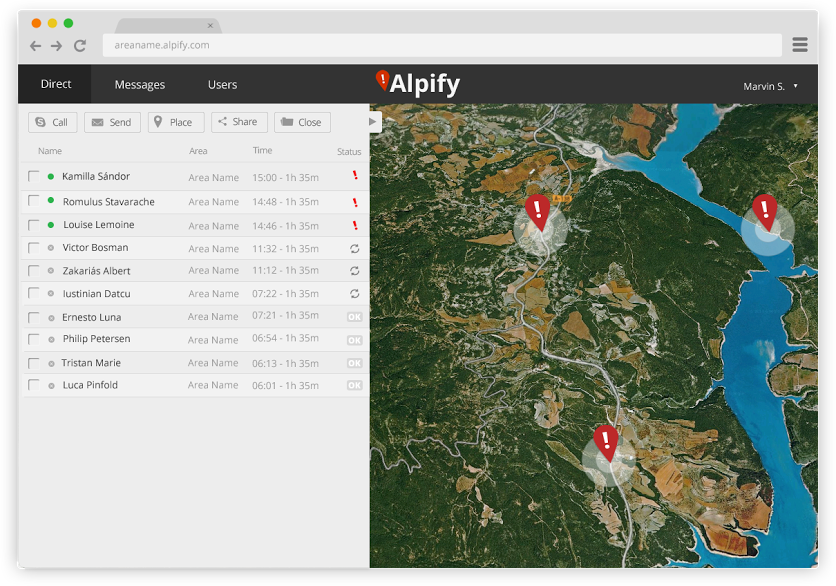 areaname.alpify.com
Direct Messages Users Alpify Marvin S.
Call Send Place Share Close
Name Area Time Status
Kamilla Sándor Area Name 15:00 - 1h 35m
Romulus Stavarache Area Name 14:48 - 1h 35m
Louise Lemoine Area Name 14:46 - 1h 35m
Victor Bosman Area Name 11:32 - 1h 35m
Zakariás Albert Area Name 11:12 - 1h 35m
Iustinian Datcu Area Name 07:22 - 1h 35m
Ernesto Luna Area Name 07:21 - 1h 35m OK
Philip Petersen Area Name 06:54 - 1h 35m OK
Tristan Marie Area Name 06:13 - 1h 35m OK
Luca Pinfold Area Name 06:01 - 1h 35m OK